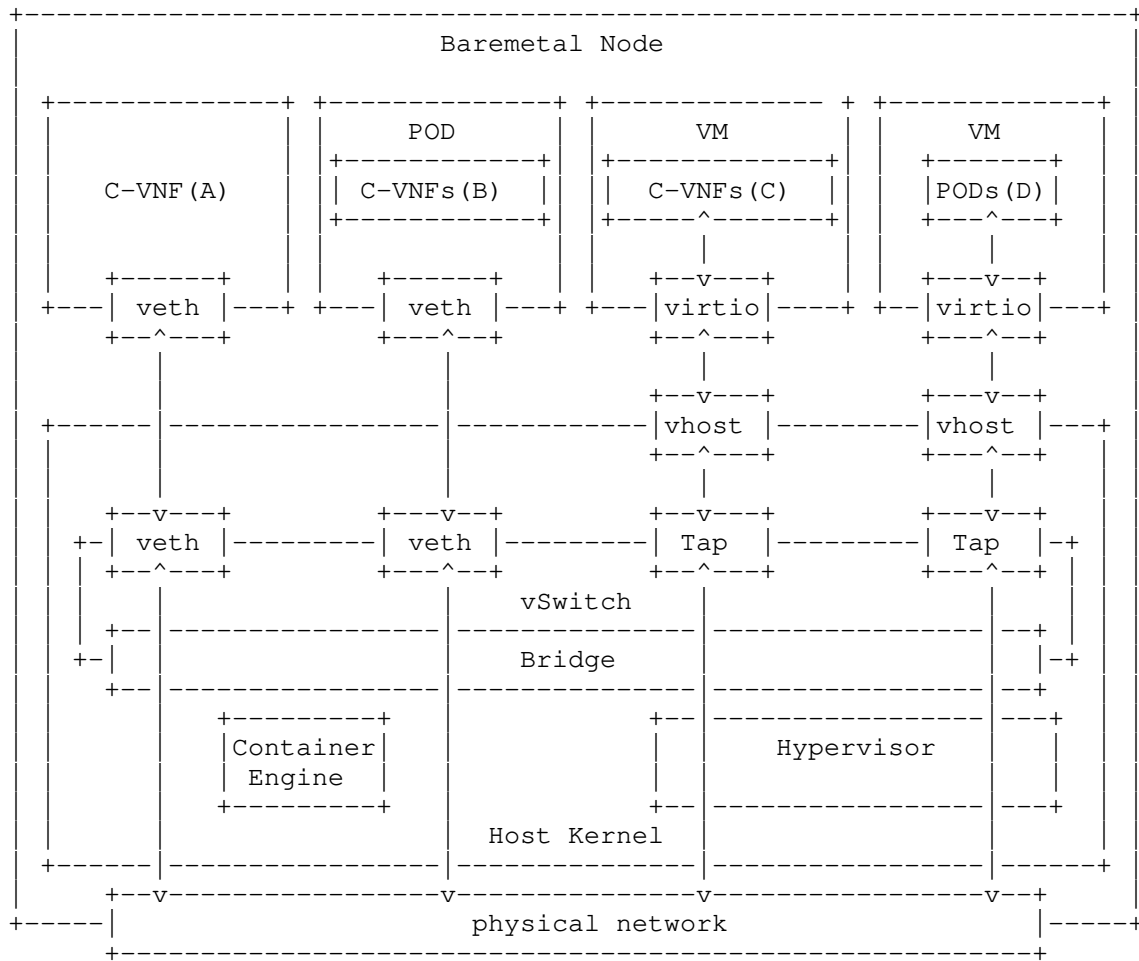 Baremetal Node
POD VM VM
C-VNF(A) C-VNFs(B) C-VNFs(C) PODs(D)
veth veth virtio virtio
vhost vhost
veth veth Tap Tap
vSwitch
Bridge
Container Hypervisor
Engine
Host Kernel
physical network